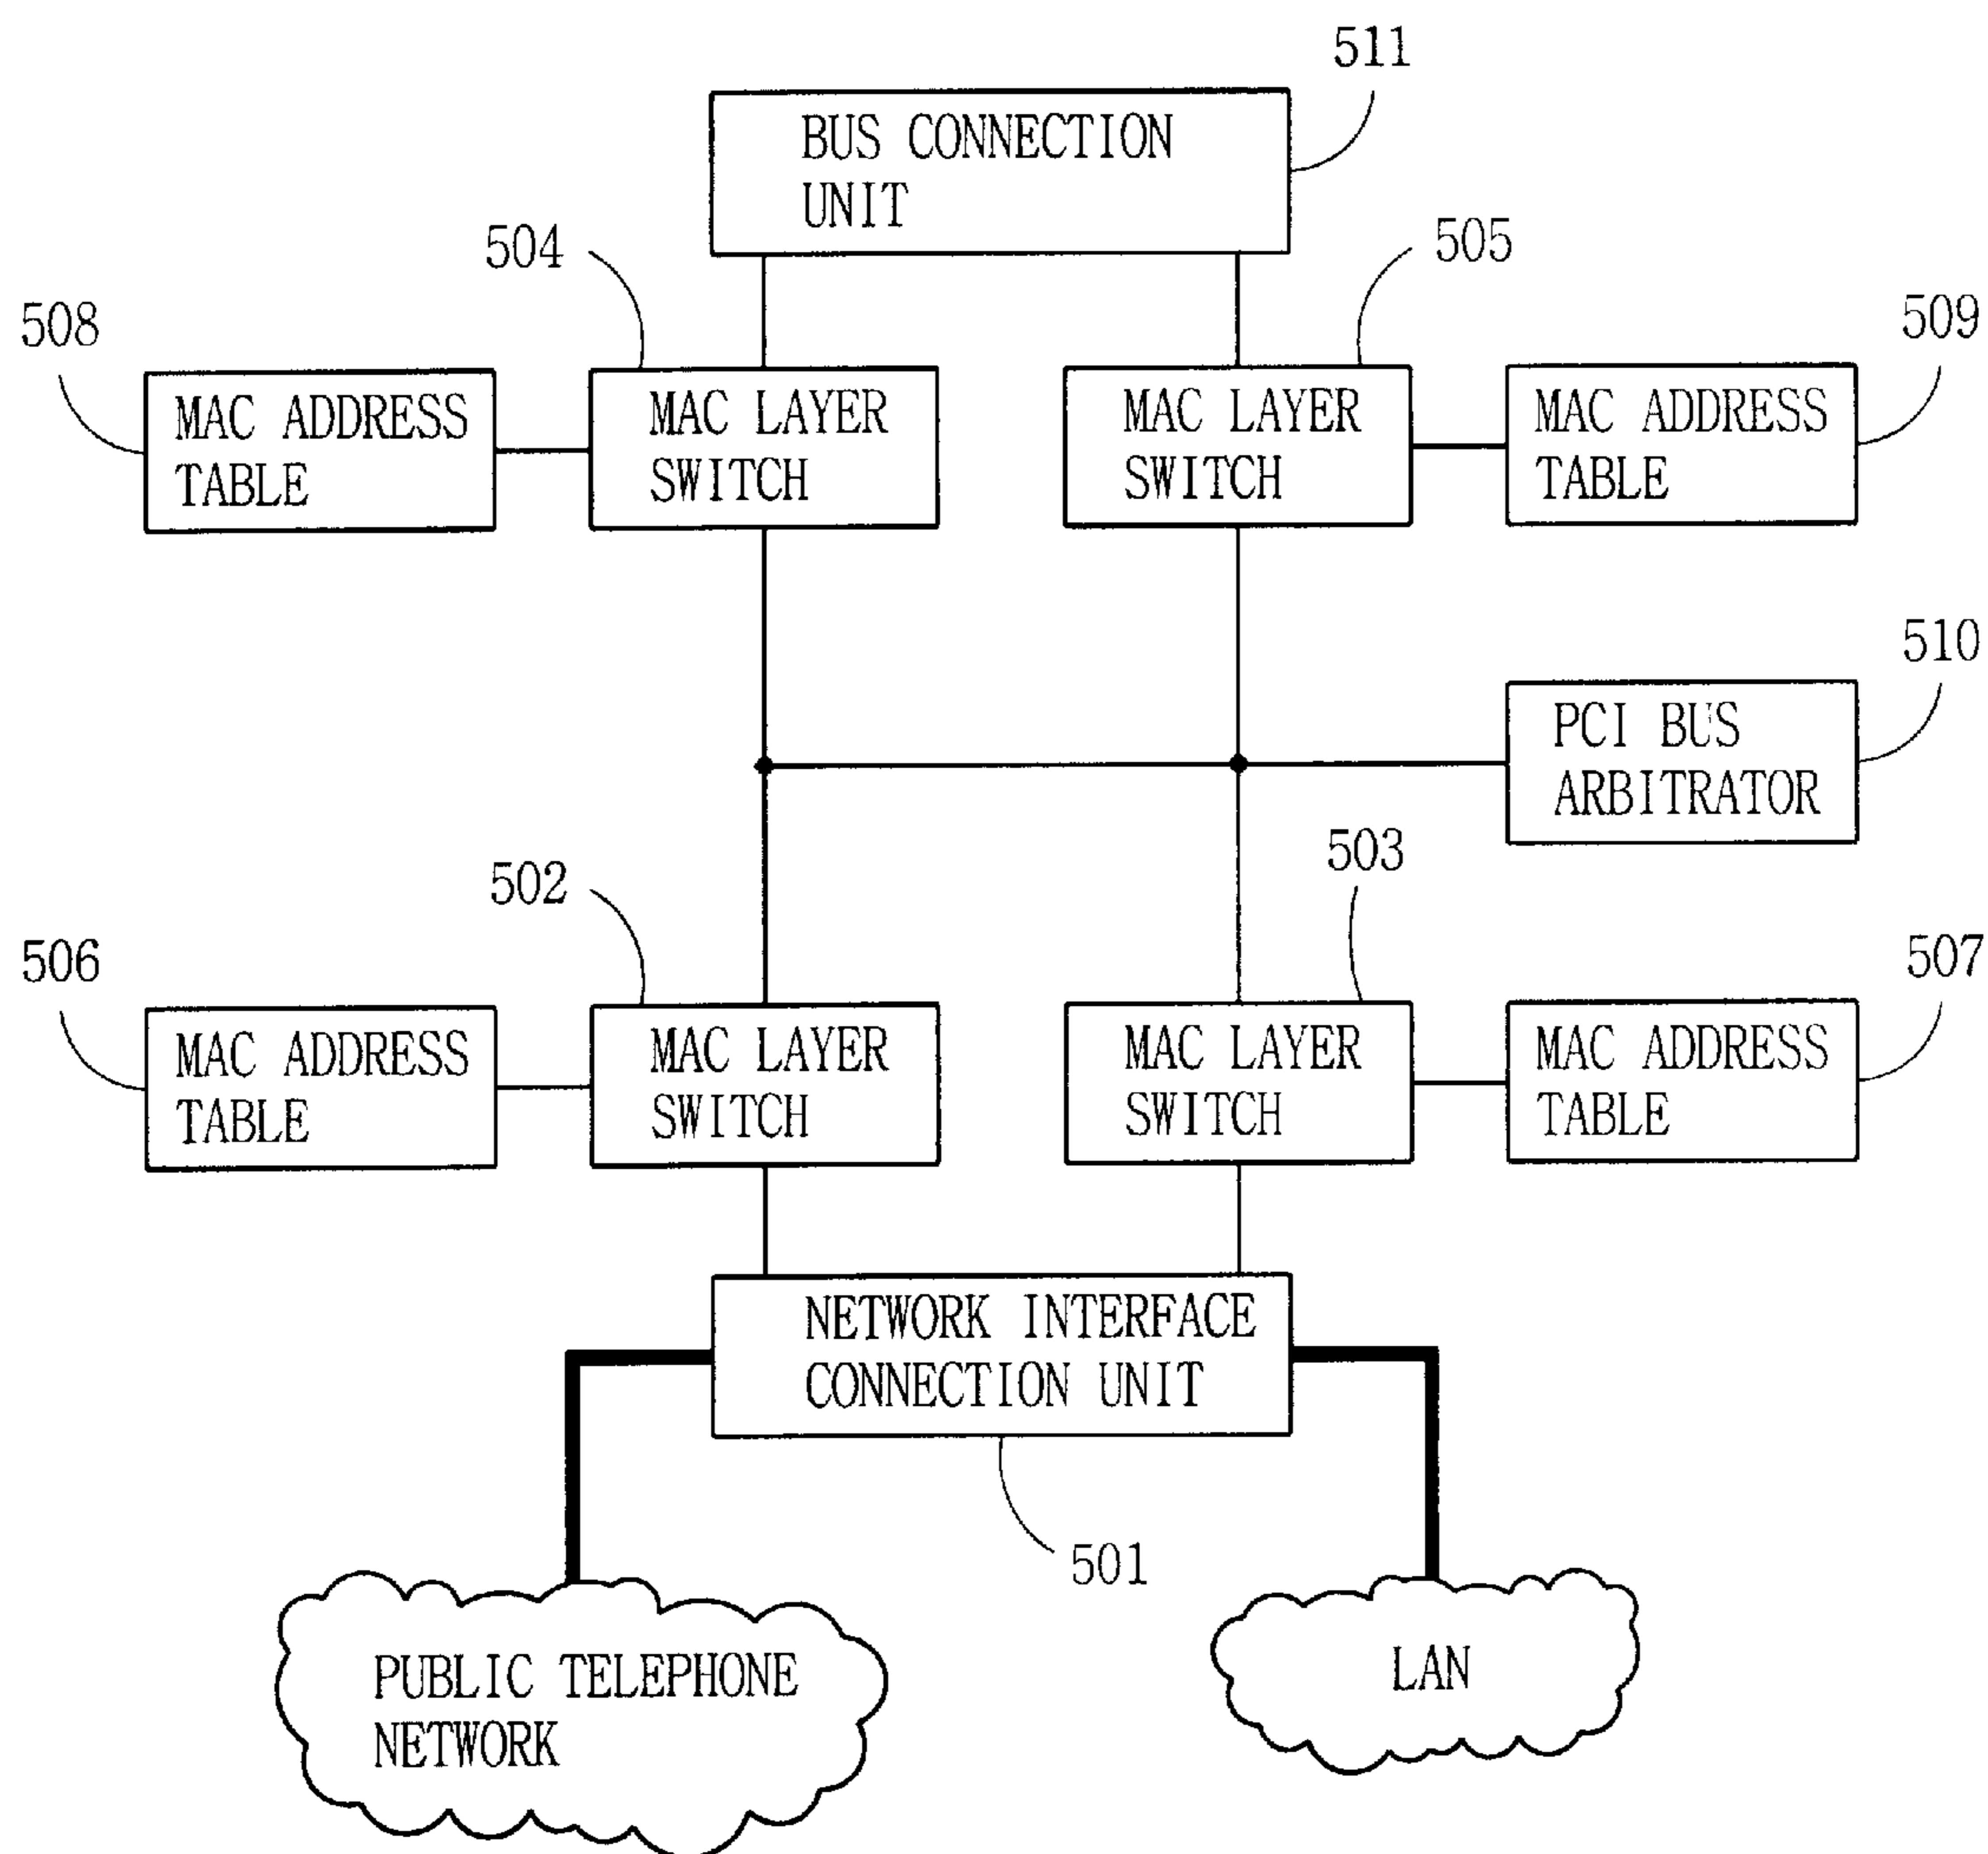 511
BUS CONNECTION
UNIT
504
505
508
509
MAC ADDRESS
TABLE
MAC LAYER
SWITCH
MAC LAYER
SWITCH
MAC ADDRESS
TABLE
510
PCI BUS
ARBITRATOR
502
503
506
507
MAC ADDRESS
TABLE
MAC LAYER
SWITCH
MAC LAYER
SWITCH
MAC ADDRESS
TABLE
NETWORK INTERFACE
CONNECTION UNIT
501
PUBLIC TELEPHONE
NETWORK
LAN